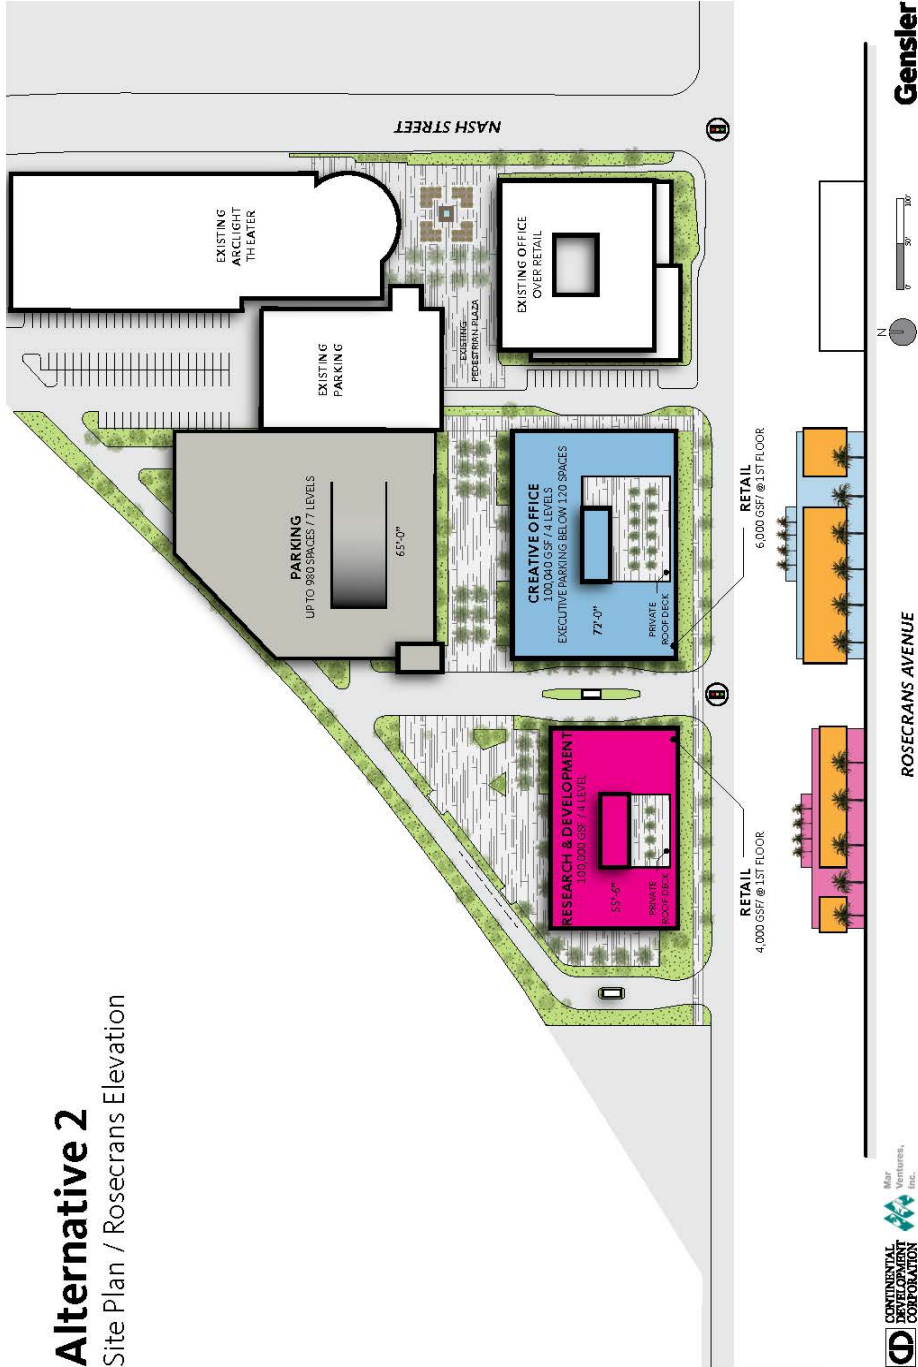 Alternative 2
Site Plan / Rosecrans Elevation
NASH STREET
EXISTING
ARCLIGHT
THEATER
EXISTING
PARKING
EXISTING
PEDESTRIAN PLAZA
EXISTING OFFICE
OVER RETAIL
PARKING
UP TO 980 SPACES / 7 LEVELS
65'-0"
CREATIVE OFFICE
100,040 GSF / 4 LEVELS
EXECUTIVE PARKING BELOW 120 SPACES
72'-0"
PRIVATE
ROOF DECK
RESEARCH & DEVELOPMENT
100,000 GSF / 4 LEVEL
55'-6"
PRIVATE
ROOF DECK
RETAIL
4,000 GSF/ @ 1ST FLOOR
RETAIL
6,000 GSF/ @ 1ST FLOOR
ROSECRANS AVENUE
N
0'
50'
100'
CD
CONTINENTAL
DEVELOPMENT
CORPORATION
Mar
Ventures,
Inc.
Gensler